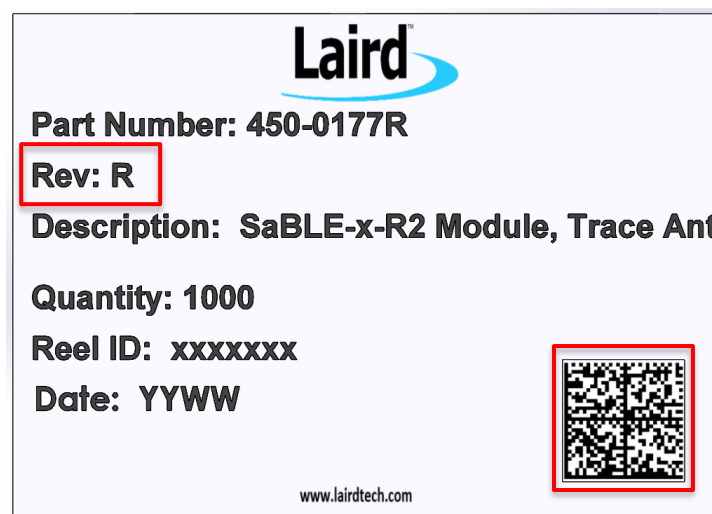 Laird™
Part Number: 450-0177R
Rev: R
Description: SaBLE-x-R2 Module, Trace Ant
Quantity: 1000
Reel ID: xxxxxxx
Date: YYWW
www.lairdtech.com